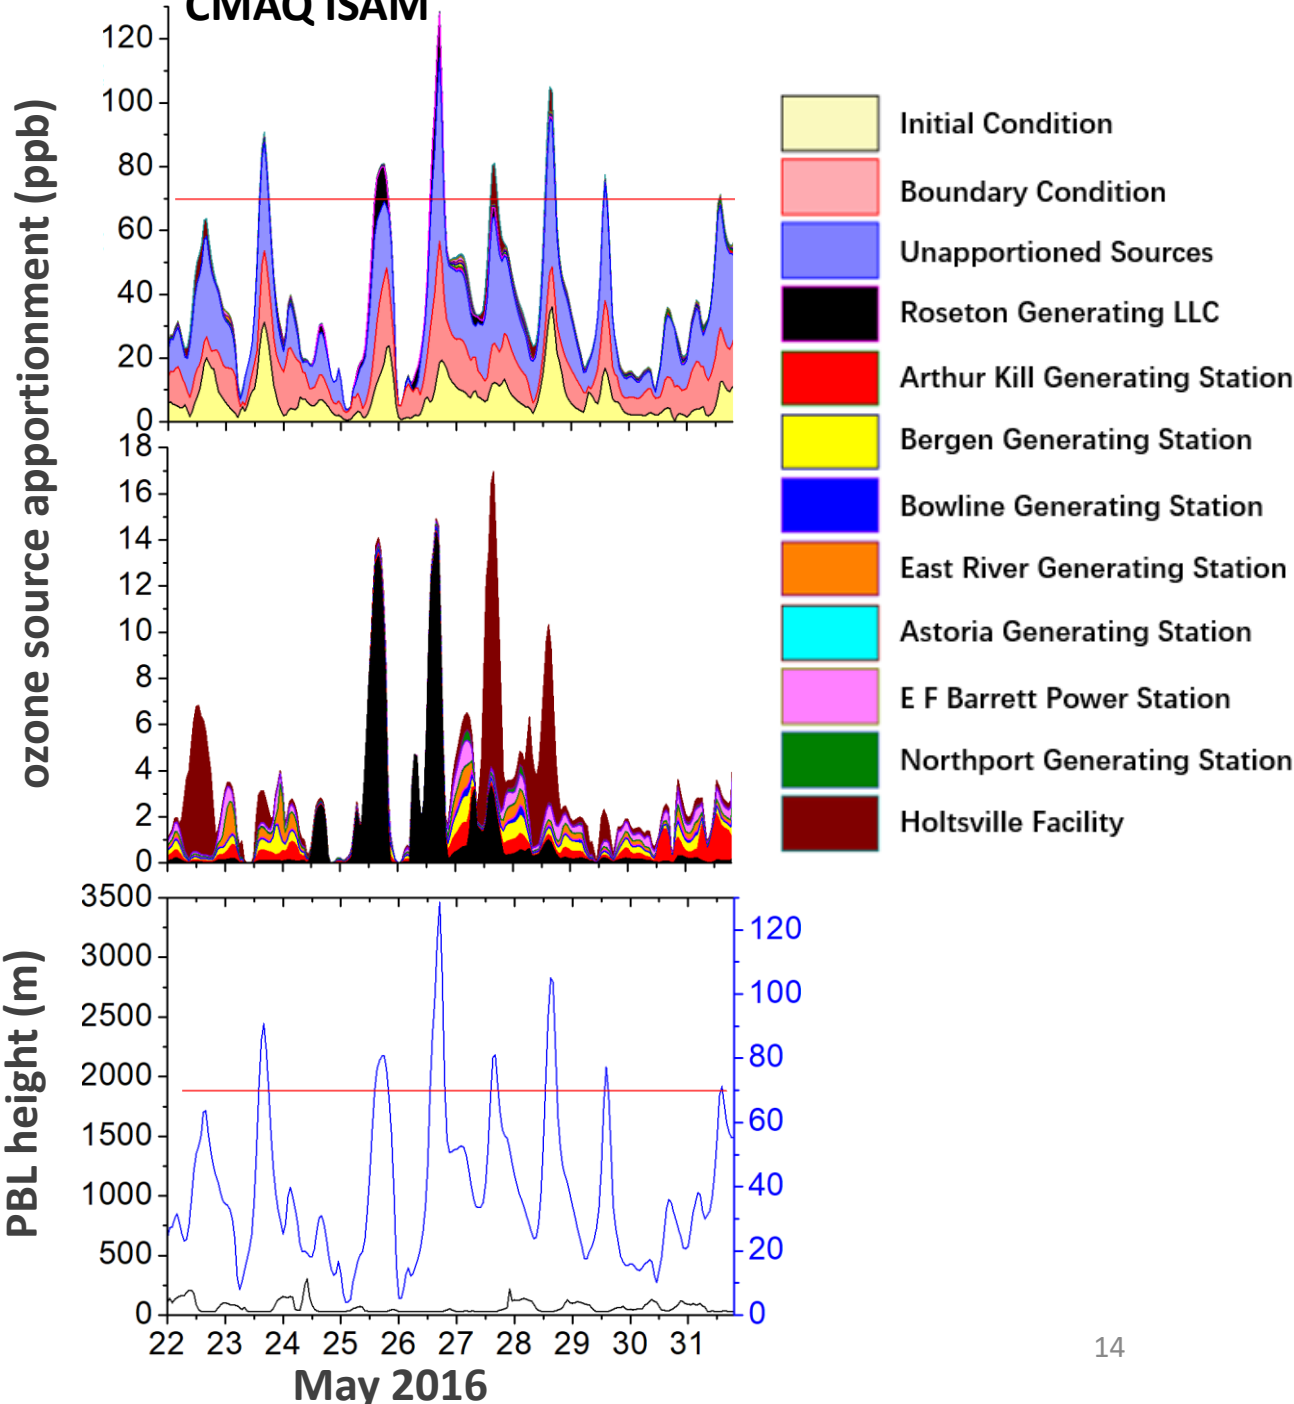 CMAQ ISAM
ozone source apportionment (ppb)
120
100
80
60
40
20
0
18
16
14
12
10
8
6
4
2
0
Initial Condition
Boundary Condition
Unapportioned Sources
Roseton Generating LLC
Arthur Kill Generating Station
Bergen Generating Station
Bowline Generating Station
East River Generating Station
Astoria Generating Station
E F Barrett Power Station
Northport Generating Station
Holtsville Facility
PBL height (m)
3500
3000
2500
2000
1500
1000
500
0
120
100
80
60
40
20
0
22 23 24 25 26 27 28 29 30 31
May 2016
14